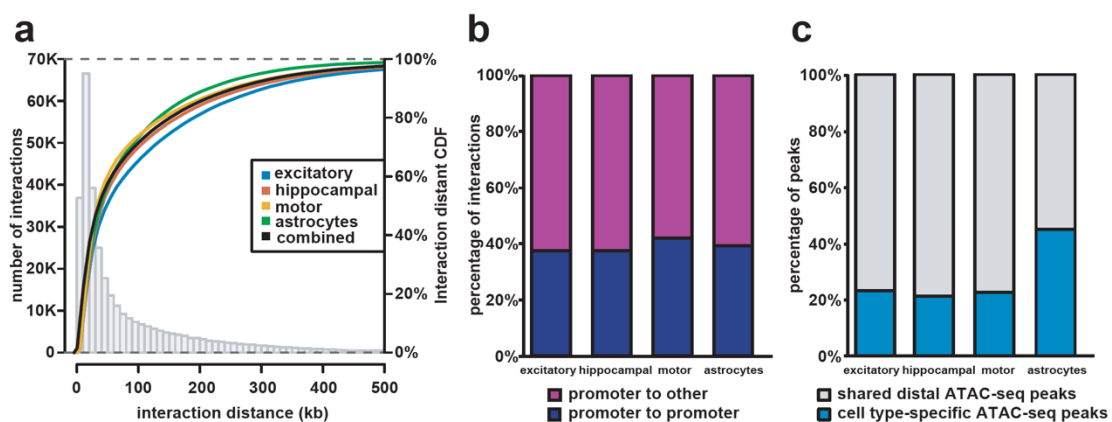 a
70K
60K
50K
40K
30K
20K
10K
0
number of interactions
100%
80%
60%
40%
20%
0%
Interaction distant CDF
excitatory
hippocampal
motor
astrocytes
combined
0 100 200 300 400 500
interaction distance (kb)
b
100%
80%
60%
40%
20%
0%
percentage of interactions
excitatory hippocampal motor astrocytes
promoter to other
promoter to promoter
c
100%
80%
60%
40%
20%
0%
percentage of peaks
excitatory hippocampal motor astrocytes
shared distal ATAC-seq peaks
cell type-specific ATAC-seq peaks